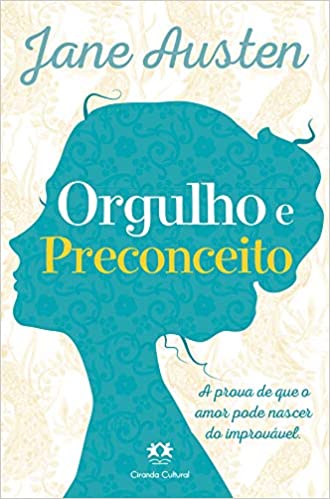 Jane Austen
Orgulho e
Preconceito
A prova de que o
amor pode nascer
do improvável.
Ciranda Cultural